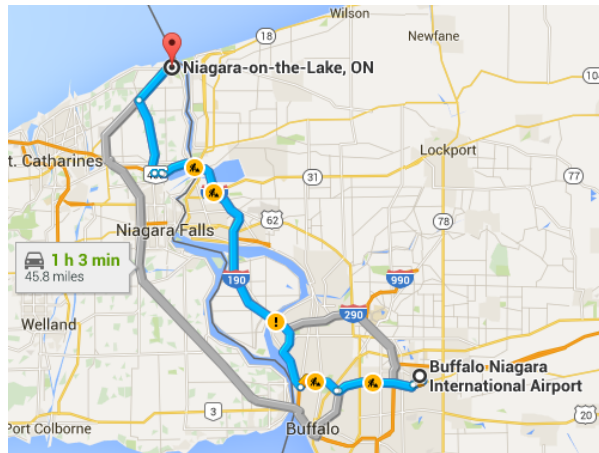 Wilson
Newfane
18
Niagara-on-the-Lake, ON
104
t. Catharines
Lockport
405
31
77
62
78
Niagara Falls
1 h 3 min
45.8 miles
190
990
290
Welland
Buffalo Niagara
International Airport
3
20
Buffalo
Port Colborne